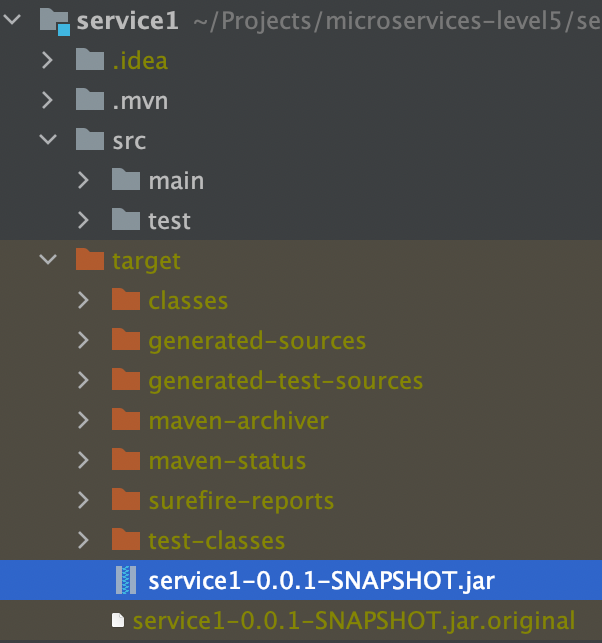 service1 ~/Projects/microservices-level5/se
.idea
.mvn
src
main
test
target
classes
generated-sources
generated-test-sources
maven-archiver
maven-status
surefire-reports
test-classes
service1-0.0.1-SNAPSHOT.jar
service1-0.0.1-SNAPSHOT.jar.original